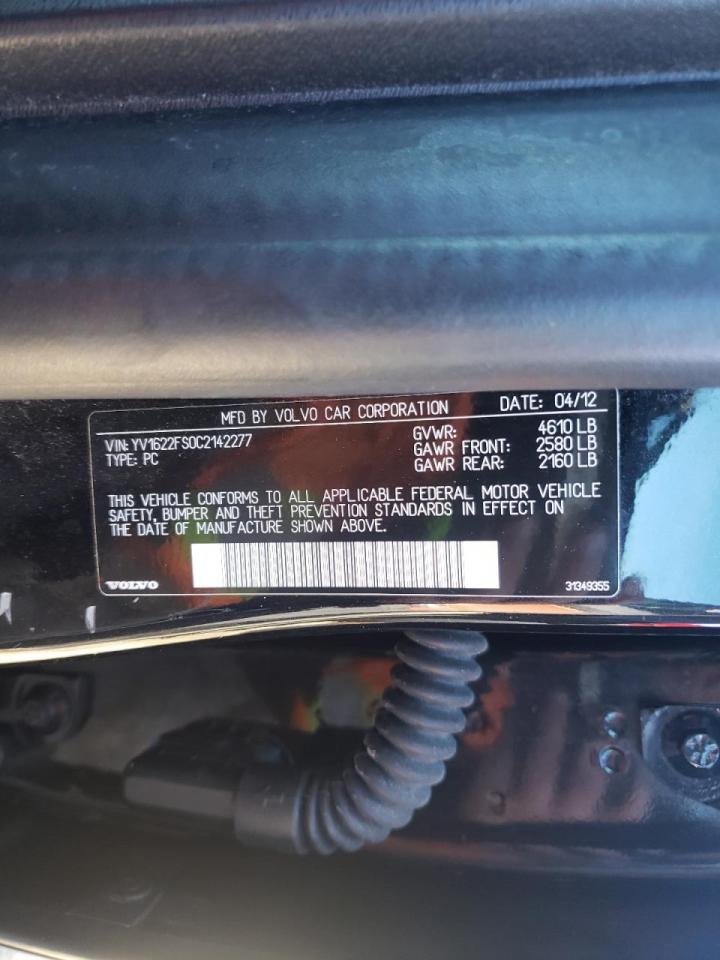 MFD BY VOLVO CAR CORPORATION DATE: 04/12
VIN: YV1622FS0C2142277 GVWR: 4610 LB
TYPE: PC GAWR FRONT: 2580 LB
GAWR REAR: 2160 LB
THIS VEHICLE CONFORMS TO ALL APPLICABLE FEDERAL MOTOR VEHICLE
SAFETY, BUMPER AND THEFT PREVENTION STANDARDS IN EFFECT ON
THE DATE OF MANUFACTURE SHOWN ABOVE.
VOLVO 31349355